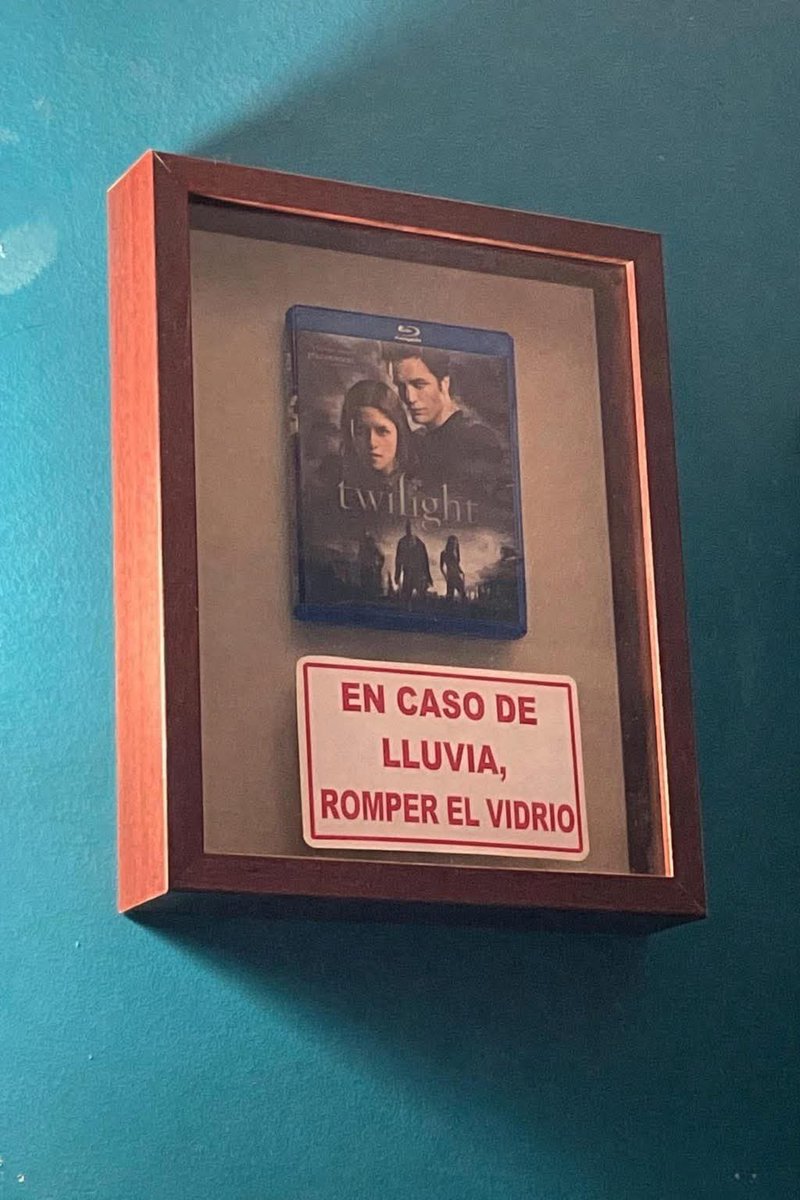 twilight
EN CASO DE
LLUVIA,
ROMPER EL VIDRIO